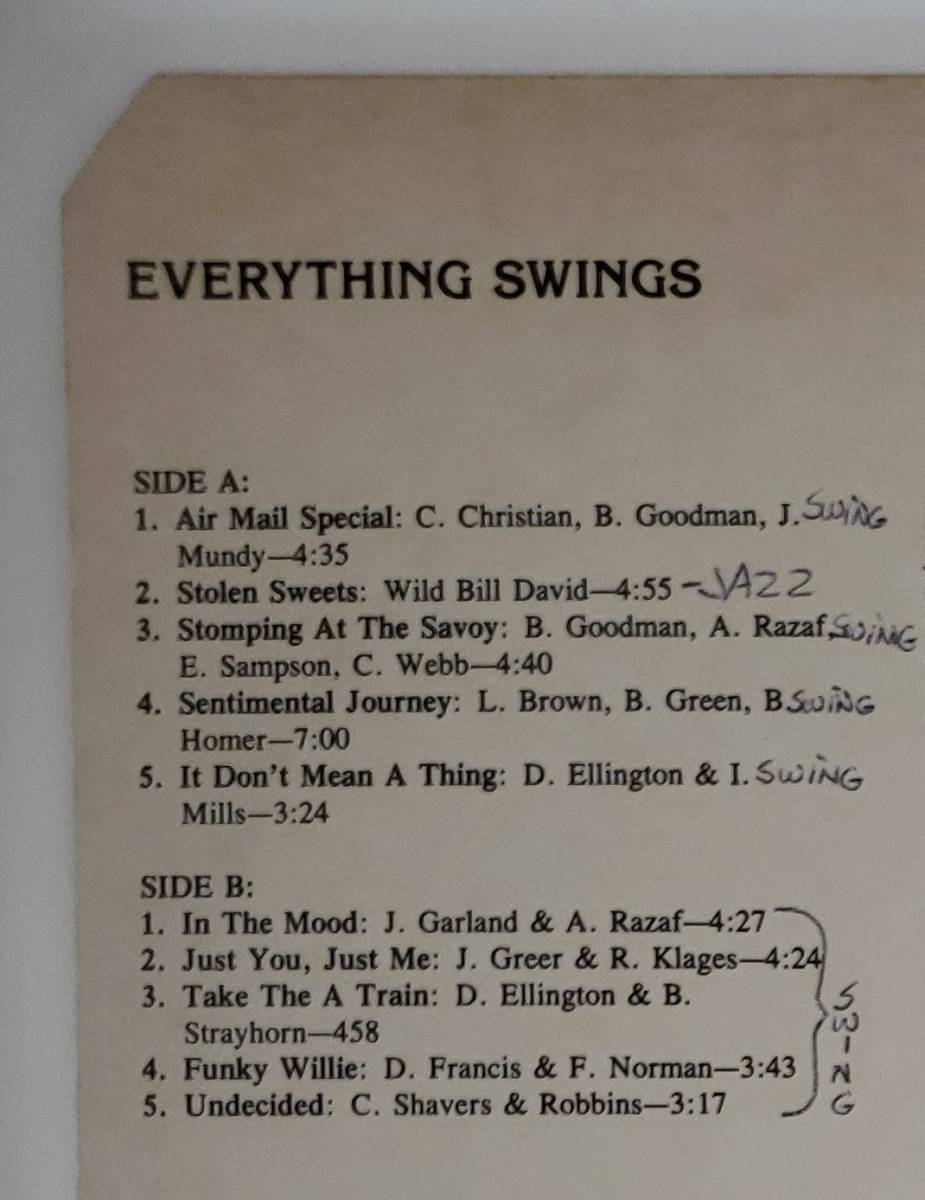 EVERYTHING SWINGS
SIDE A:
1. Air Mail Special: C. Christian, B. Goodman, J. SWiNG
Mundy—4:35
2. Stolen Sweets: Wild Bill David—4:55 - JAZZ
3. Stomping At The Savoy: B. Goodman, A. Razaf, SWiNG
E. Sampson, C. Webb—4:40
4. Sentimental Journey: L. Brown, B. Green, B SWiNG
Homer—7:00
5. It Don't Mean A Thing: D. Ellington & I. SWiNG
Mills—3:24
SIDE B:
1. In The Mood: J. Garland & A. Razaf—4:27
2. Just You, Just Me: J. Greer & R. Klages—4:24
3. Take The A Train: D. Ellington & B.
Strayhorn—458
4. Funky Willie: D. Francis & F. Norman—3:43
5. Undecided: C. Shavers & Robbins—3:17
SWING